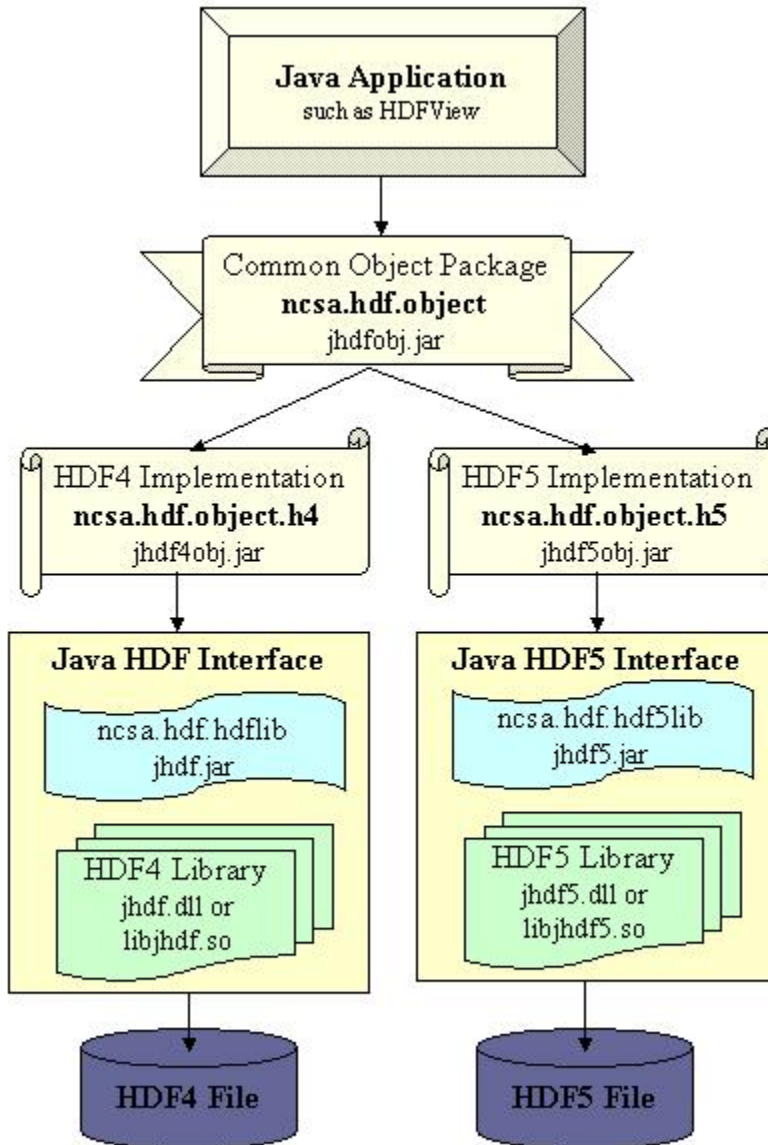 Java Application
such as HDFView
Common Object Package
ncsa.hdf.object
jhdfobj.jar
HDF4 Implementation
ncsa.hdf.object.h4
jhdf4obj.jar
HDF5 Implementation
ncsa.hdf.object.h5
jhdf5obj.jar
Java HDF Interface
ncsa.hdf.hdflib
jhdf.jar
HDF4 Library
jhdf.dll or
libjhdf.so
Java HDF5 Interface
ncsa.hdf.hdf5lib
jhdf5.jar
HDF5 Library
jhdf5.dll or
libjhdf5.so
HDF4 File
HDF5 File